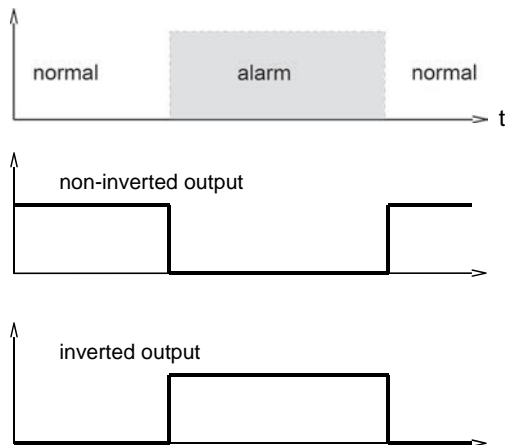 normal alarm normal
t
non-inverted output
inverted output